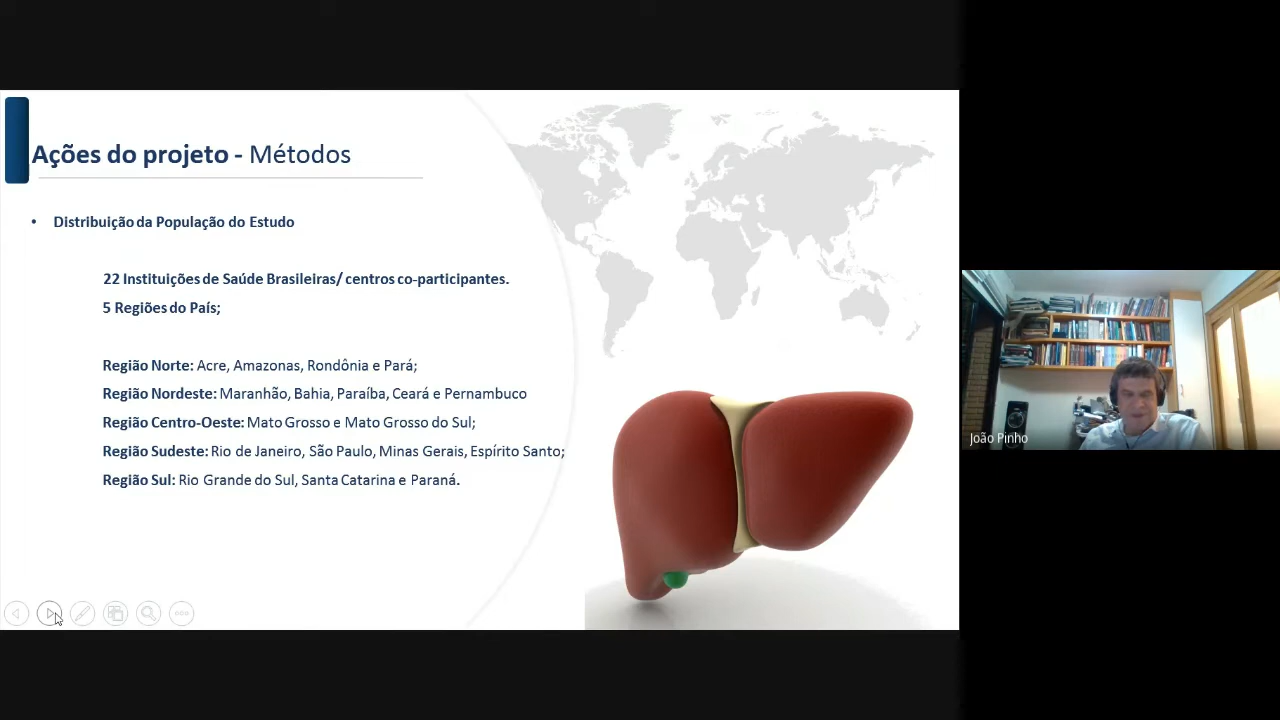 Ações do projeto - Métodos
• Distribuição da População do Estudo
22 Instituições de Saúde Brasileiras/ centros co-participantes.
5 Regiões do País;
Região Norte: Acre, Amazonas, Rondônia e Pará;
Região Nordeste: Maranhão, Bahia, Paraíba, Ceará e Pernambuco
Região Centro-Oeste: Mato Grosso e Mato Grosso do Sul;
Região Sudeste: Rio de Janeiro, São Paulo, Minas Gerais, Espírito Santo;
Região Sul: Rio Grande do Sul, Santa Catarina e Paraná.
João Pinho